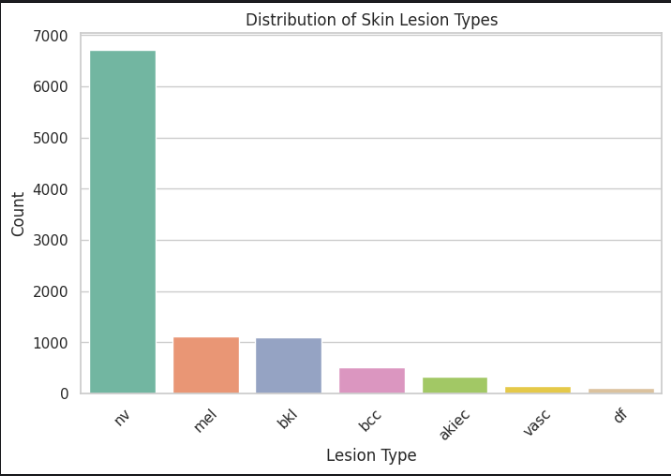 Distribution of Skin Lesion Types
7000
6000
5000
4000
3000
2000
1000
0
Count
nv
mel
bkl
bcc
akiec
vasc
df
Lesion Type